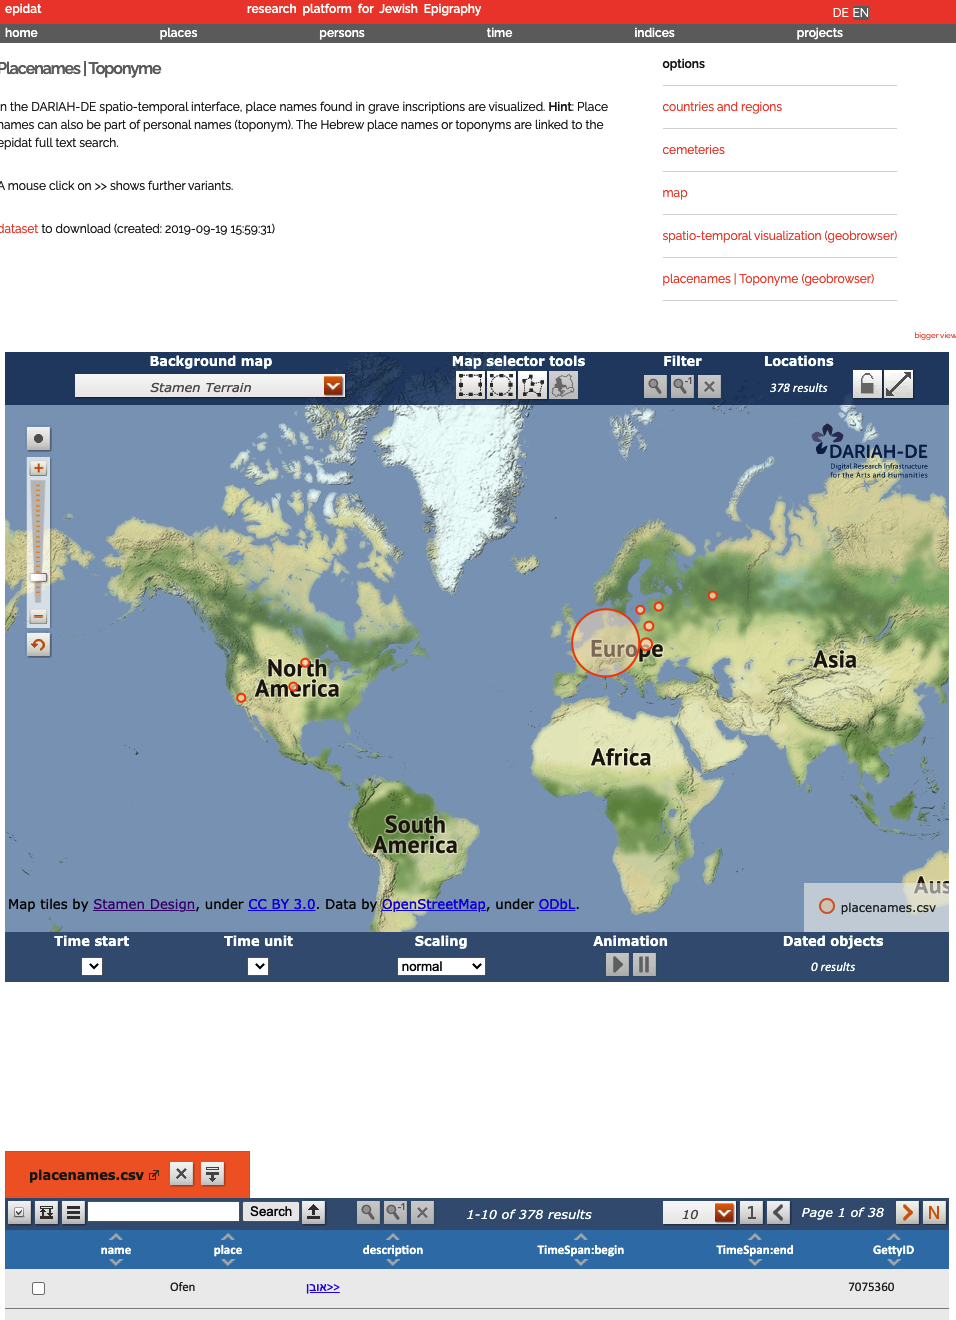 epidat
research platform for Jewish Epigraphy
DE EN
home places persons time indices projects
Placenames | Toponyme
In the DARIAH-DE spatio-temporal interface, place names found in grave inscriptions are visualized. Hint: Place
names can also be part of personal names (toponym). The Hebrew place names or toponyms are linked to the
epidat full text search.
A mouse click on >> shows further variants.
dataset to download (created: 2019-09-19 15:59:31)
options
countries and regions
cemeteries
map
spatio-temporal visualization (geobrowser)
placenames | Toponyme (geobrowser)
bigger view
Background map Map selector tools Filter Locations
Stamen Terrain
-1
378 results
DARIAH-DE
Digital Research Infrastructure
for the Arts and Humanities
North
America
Europe
Asia
Africa
South
America
Aus
placenames.csv
Map tiles by Stamen Design, under CC BY 3.0. Data by OpenStreetMap, under ODbL.
Time start Time unit Scaling Animation Dated objects
normal
0 results
placenames.csv
Search
-1
1-10 of 378 results
10
1
Page 1 of 38
N
name place description TimeSpan:begin TimeSpan:end GettyID
Ofen אובן<< 7075360